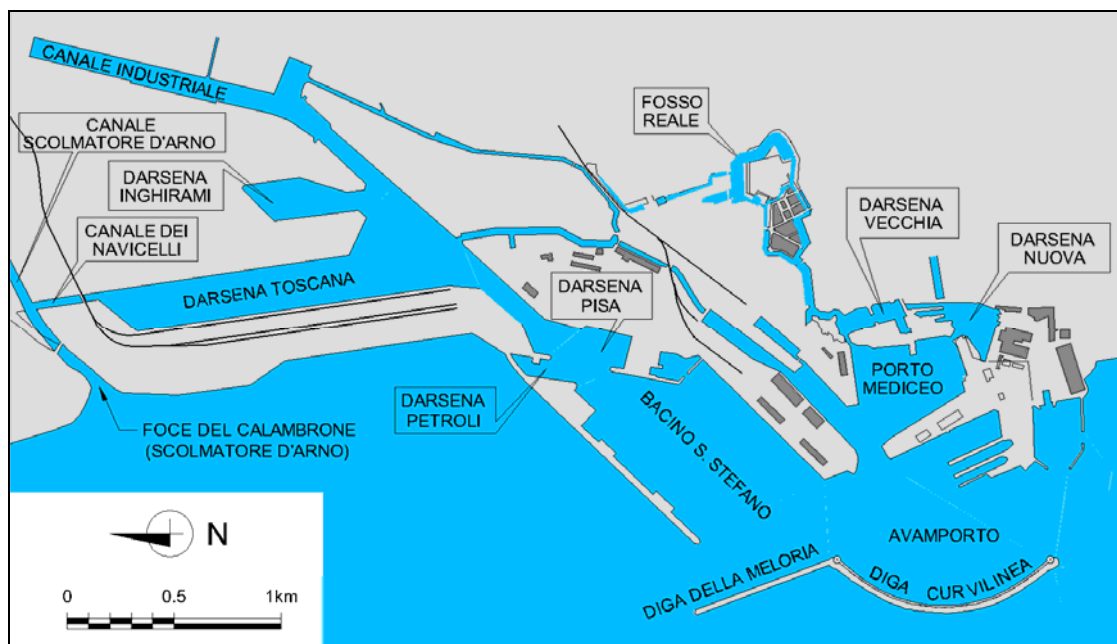 CANALE INDUSTRIALE
CANALE
SCOLMATORE D'ARNO
DARSENA
INGHIRAMI
CANALE DEI
NAVICELLI
DARSENA TOSCANA
FOSSO
REALE
DARSENA
VECCHIA
DARSENA
NUOVA
DARSENA
PISA
PORTO
MEDICEO
DARSENA
PETROLI
FOCE DEL CALAMBRONE
(SCOLMATORE D'ARNO)
BACINO S. STEFANO
AVAMPORTO
DIGA DELLA MELORIA
DIGA CURVILINEA
N
0 0.5 1km